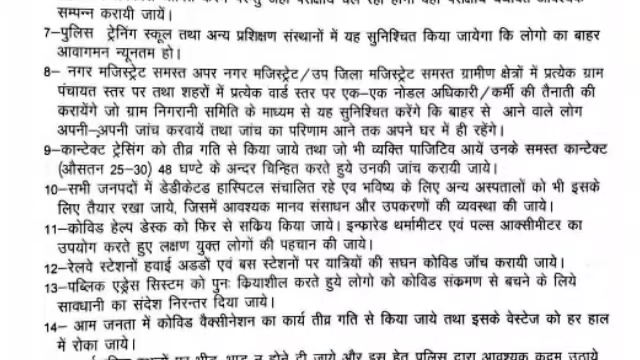 सम्पन्न करायी जाये।
7–पुलिस ट्रेनिंग स्कूल तथा अन्य प्रशिक्षण संस्थानों में यह सुनिश्चित किया जायेगा कि लोगो का बाहर
आवागमन न्यूनतम हो।
8– नगर मजिस्ट्रेट समस्त अपर नगर मजिस्ट्रेट/उप जिला मजिस्ट्रेट समस्त ग्रामीण क्षेत्रों में प्रत्येक ग्राम
पंचायत स्तर पर तथा शहरों में प्रत्येक वार्ड स्तर पर एक–एक नोडल अधिकारी/कर्मी की तैनाती की
करायेंगे जो ग्राम निगरानी समिति के माध्यम से यह सुनिश्चित करेंगे कि बाहर से आने वाले लोग
अपनी–अपनी जांच करवायें तथा जांच का परिणाम आने तक अपने घर में ही रहेंगे।
9–कान्टेक्ट ट्रेसिंग को तीव्र गति से किया जाये तथा जो भी व्यक्ति पाजिटिव आयें उनके समस्त कान्टेक्ट
(औसतन 25–30) 48 घण्टे के अन्दर चिन्हित करते हुये उनकी जांच करायी जाये।
10–सभी जनपदों में डेडीकेटड हास्पिटल संचालित रहे एव भविष्य के लिए अन्य अस्पतालों को भी इसके
लिए तैयार रखा जाये, जिसमें आवश्यक मानव संसाधन और उपकरणों की व्यवस्था की जाये।
11–कोविड हेल्प डेस्क को फिर से सक्रिय किया जाये। इन्फारेड थर्मामीटर एवं पल्स आक्सीमीटर का
उपयोग करते हुए लक्षण युक्त लोगों की पहचान की जाये।
12–रेलवे स्टेशनों हवाई अडडों एवं बस स्टेशनों पर यात्रियों की सघन कोविड जॉच करायी जाये।
13–पब्लिक एड्रेस सिस्टम को पुनः क्रियाशील करते हुये लोगो को कोविड संक्रमण से बचने के लिये
सावधानी का संदेश निरन्तर दिया जाये।
14– आम जनता में कोविड वैक्सीनेशन का कार्य तीव्र गति से किया जाये तथा इसके वेस्टेज को हर हाल
में रोका जाये।